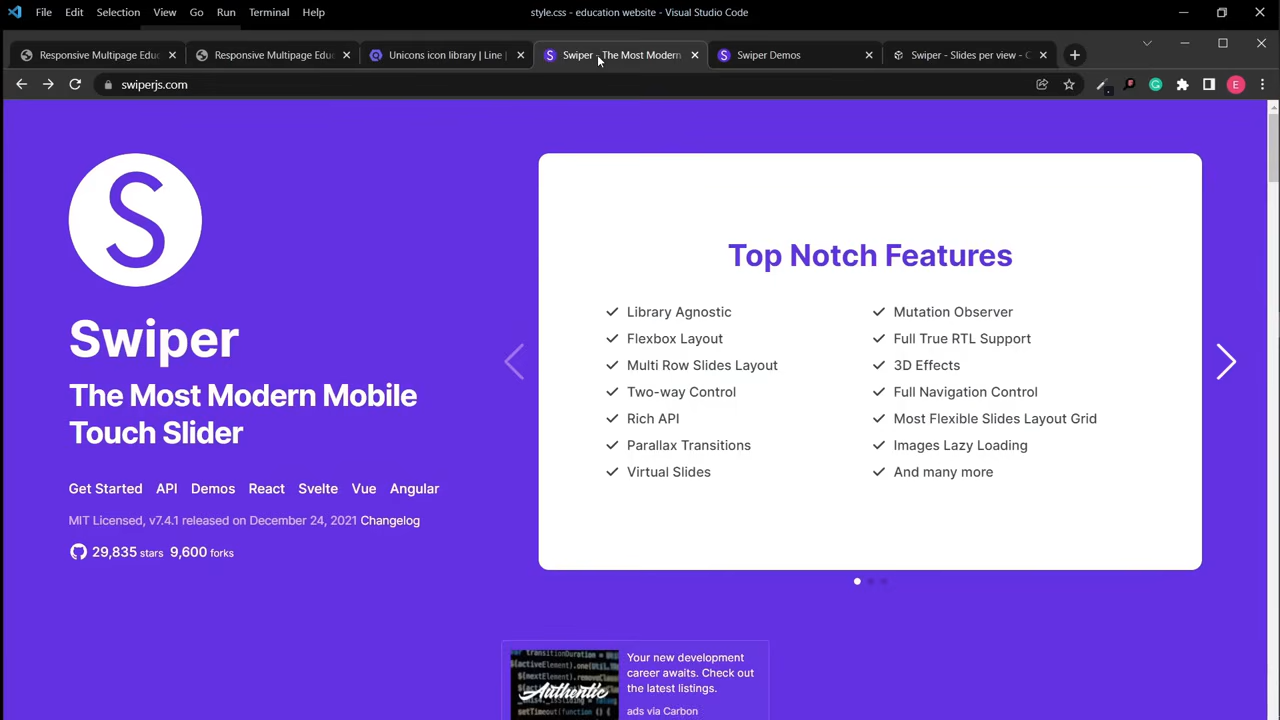 File Edit Selection View Go Run Terminal Help
style.css - education website - Visual Studio Code
Responsive Multipage Edu
Responsive Multipage Edu
Unicons icon library | Line |
Swiper - The Most Modern
Swiper Demos
Swiper - Slides per view - C
swiperjs.com
E
S
Swiper
The Most Modern Mobile
Touch Slider
Get Started API Demos React Svelte Vue Angular
MIT Licensed, v7.4.1 released on December 24, 2021 Changelog
29,835 stars 9,600 forks
Top Notch Features
Library Agnostic
Flexbox Layout
Multi Row Slides Layout
Two-way Control
Rich API
Parallax Transitions
Virtual Slides
Mutation Observer
Full True RTL Support
3D Effects
Full Navigation Control
Most Flexible Slides Layout Grid
Images Lazy Loading
And many more
Authentic
Your new development
career awaits. Check out
the latest listings.
ads via Carbon